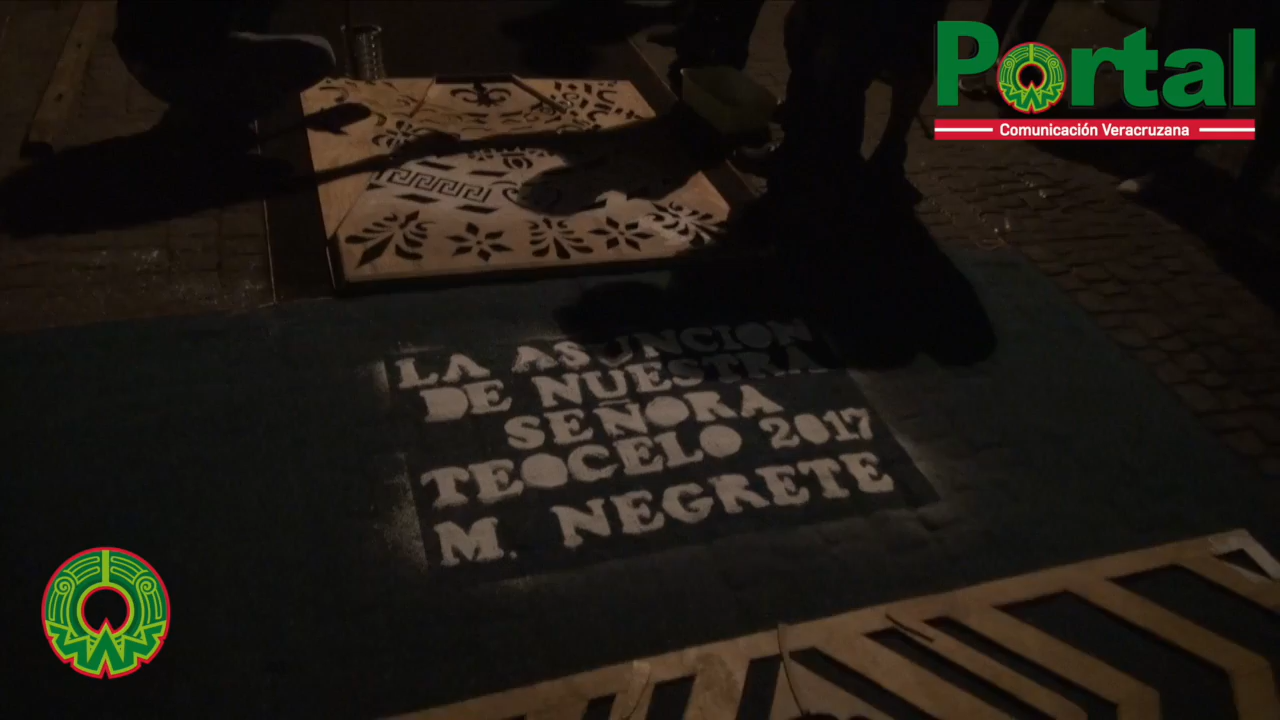 Portal
Comunicación Veracruzana
LA ASUNCION
DE NUESTRA
SEÑORA
TEOCELO 2017
M. NEGRETE